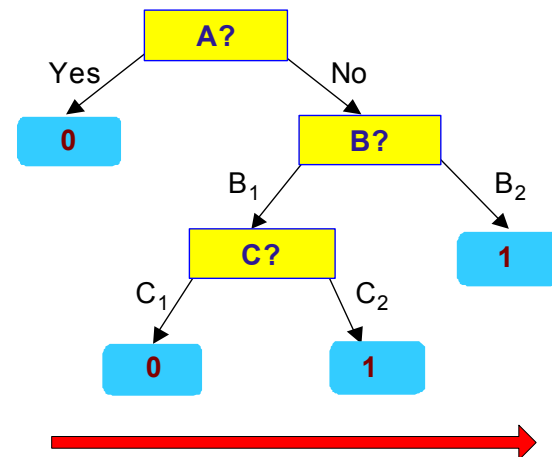 A?
Yes
No
0
B?
B₁
B₂
C?
1
C₁
C₂
0
1